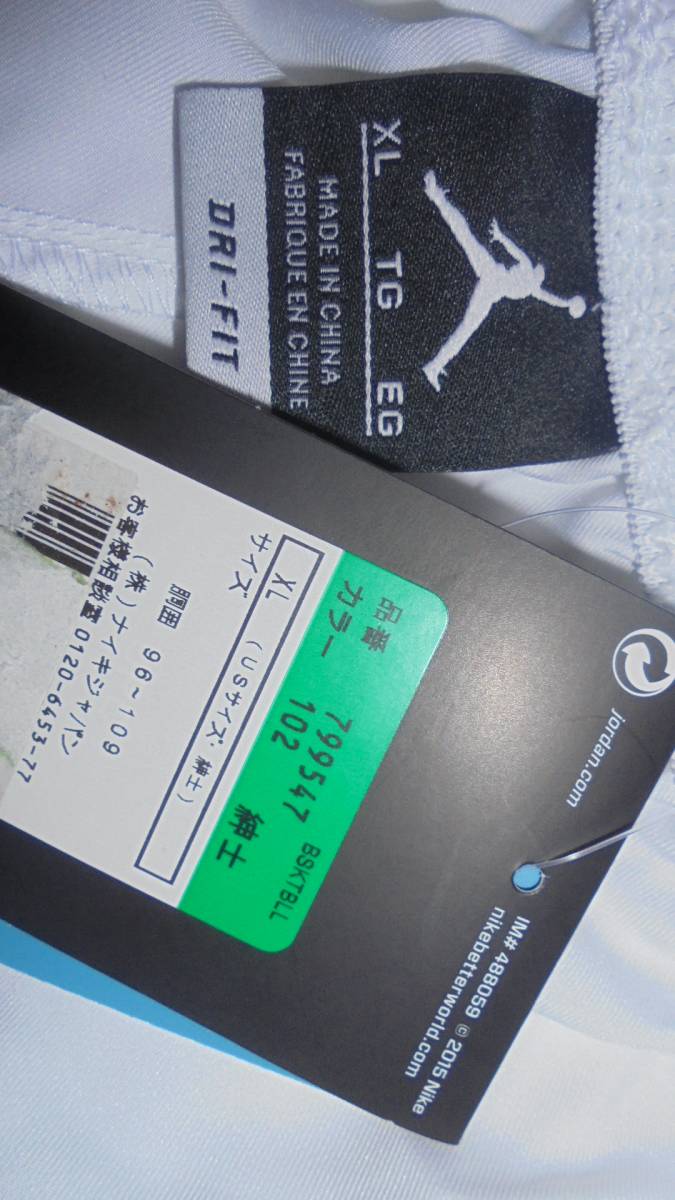 XL TG EG
MADE IN CHINA
FABRIQUE EN CHINE
DRI-FIT
jordan.com
IM# 488059 © 2015 Nike
nikebetterworld.com
品番 799547 BSKTBLL
カラー 102 紳士
XL (USサイズ 紳士)
サイズ
胴囲 96~109
(株)ナイキジャパン
お客様相談室 0120-6453-77